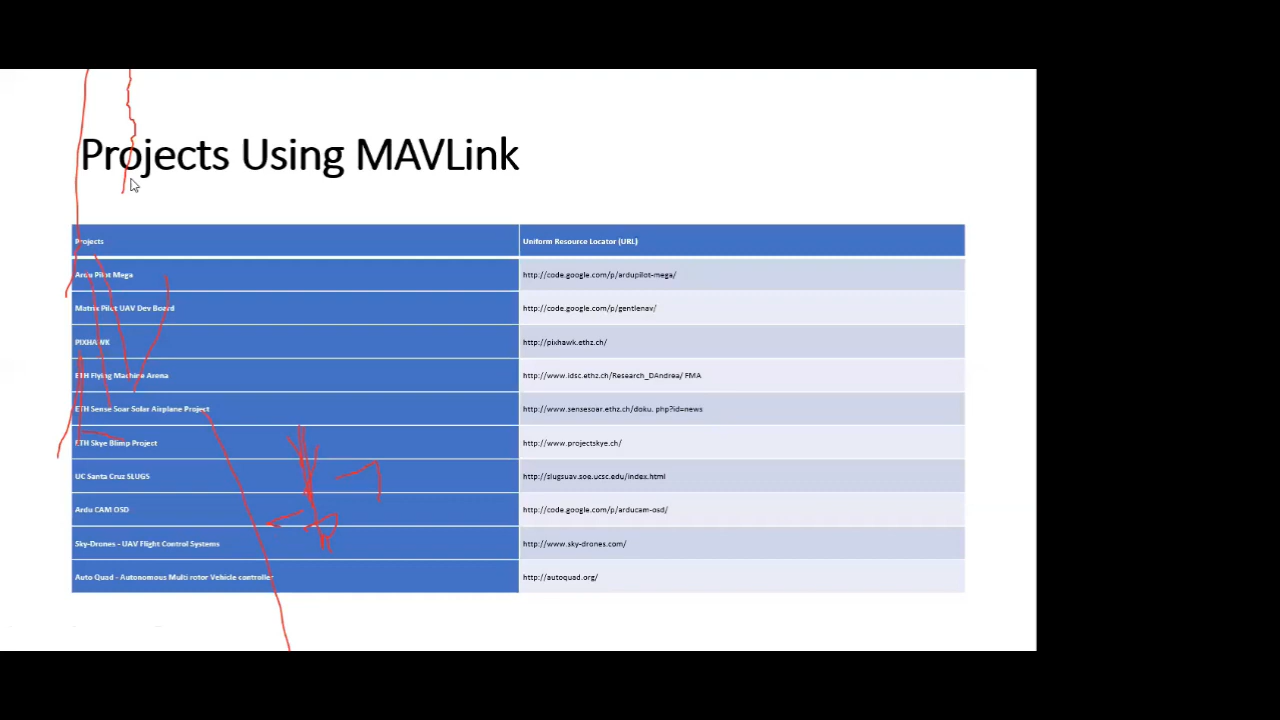 Projects Using MAVLink
Projects Uniform Resource Locator (URL)
Ardu Pilot Mega http://code.google.com/p/ardupilot-mega/
Matrix Pilot UAV Dev Board http://code.google.com/p/gentlenav/
PIXHAWK http://pixhawk.ethz.ch/
ETH Flying Machine Arena http://www.idsc.ethz.ch/Research_DAndrea/ FMA
ETH Sense Soar Solar Airplane Project http://www.sensesoar.ethz.ch/doku. php?id=news
ETH Skye Blimp Project http://www.projectskye.ch/
UC Santa Cruz SLUGS http://slugsuav.soe.ucsc.edu/index.html
Ardu CAM OSD http://code.google.com/p/arducam-osd/
Sky-Drones - UAV Flight Control Systems http://www.sky-drones.com/
Auto Quad - Autonomous Multi rotor Vehicle controller http://autoquad.org/